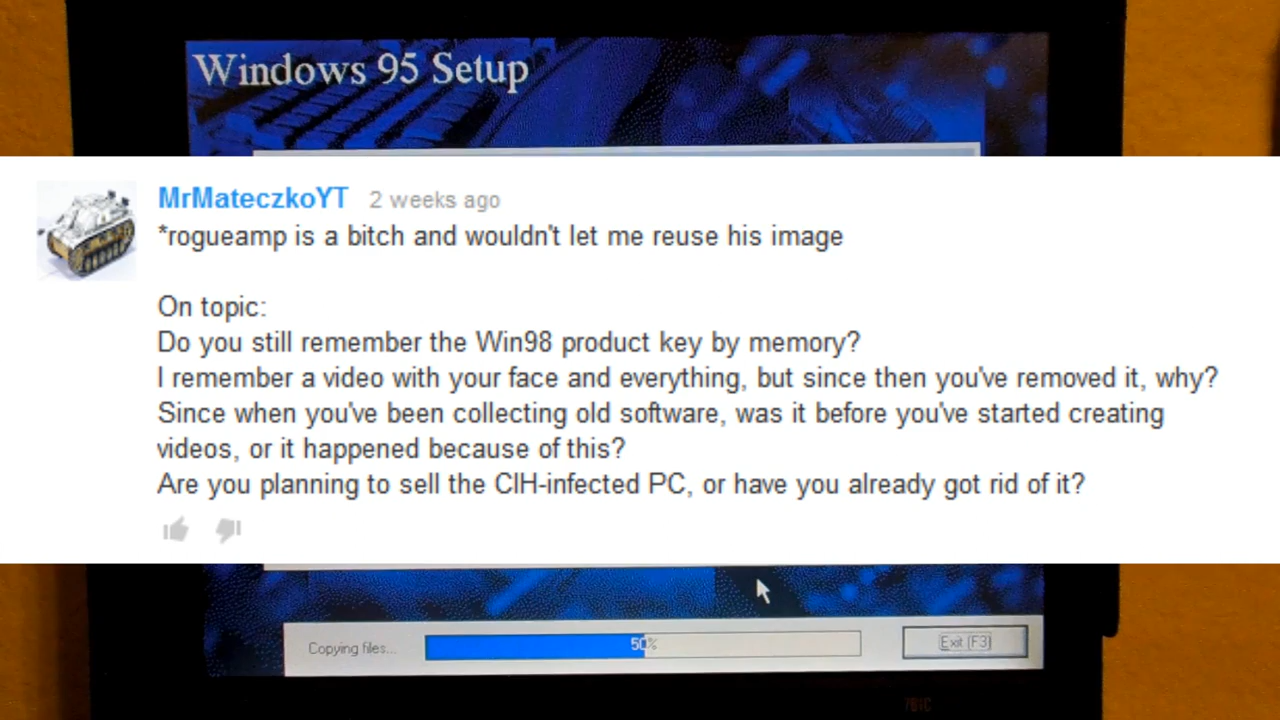 Windows 95 Setup
MrMateczkoYT 2 weeks ago
*rogueamp is a bitch and wouldn't let me reuse his image
On topic:
Do you still remember the Win98 product key by memory?
I remember a video with your face and everything, but since then you've removed it, why?
Since when you've been collecting old software, was it before you've started creating
videos, or it happened because of this?
Are you planning to sell the CIH-infected PC, or have you already got rid of it?
Copying files... 50% Exit (F3)